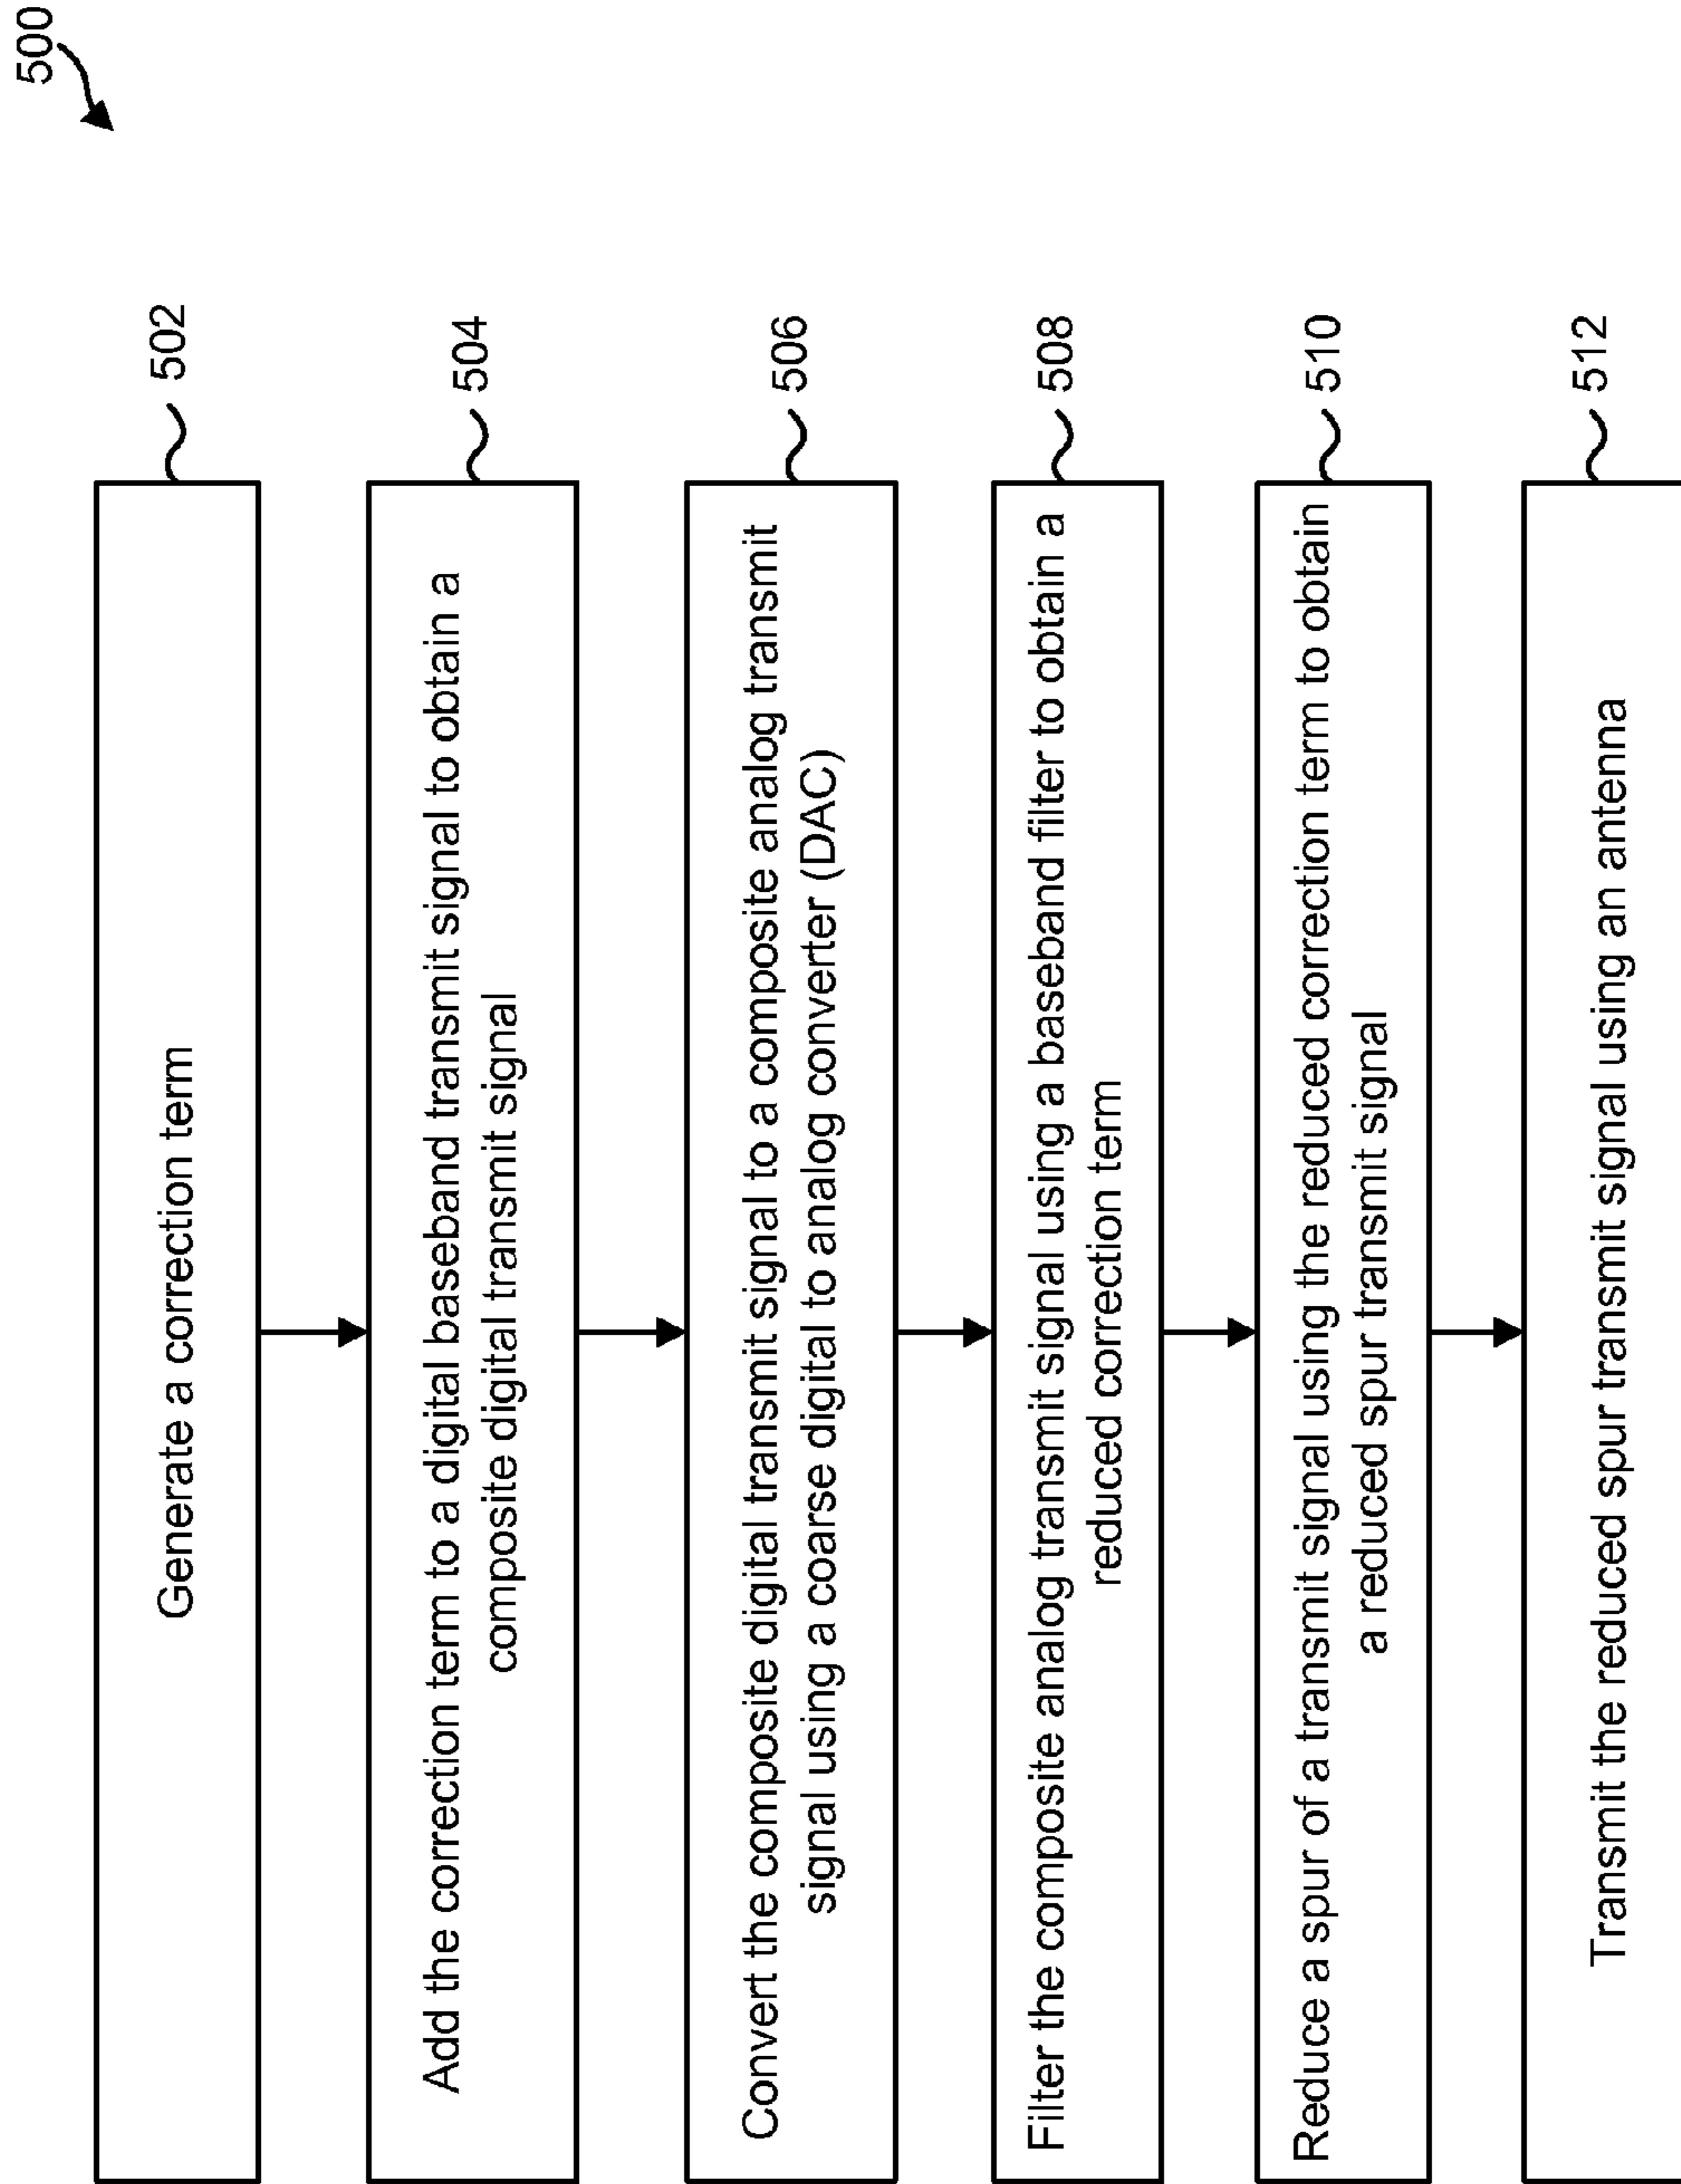 500
Generate a correction term
502
Add the correction term to a digital baseband transmit signal to obtain a
composite digital transmit signal
504
Convert the composite digital transmit signal to a composite analog transmit
signal using a coarse digital to analog converter (DAC)
506
Filter the composite analog transmit signal using a baseband filter to obtain a
reduced correction term
508
Reduce a spur of a transmit signal using the reduced correction term to obtain
a reduced spur transmit signal
510
Transmit the reduced spur transmit signal using an antenna
512